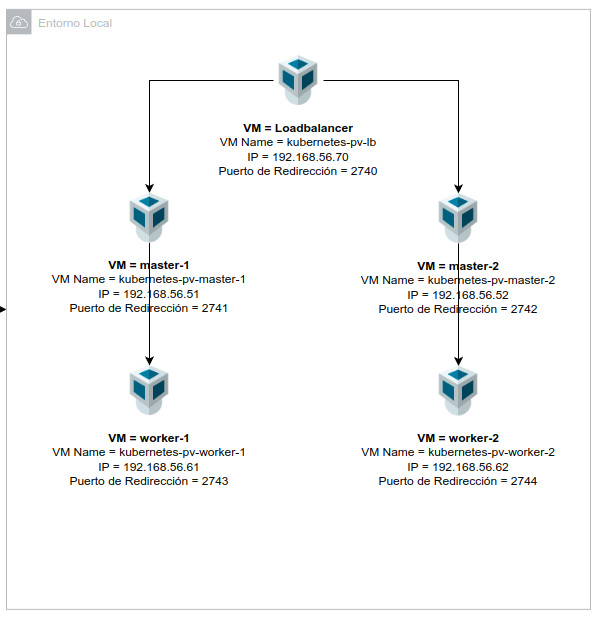 Entorno Local
VM = Loadbalancer
VM Name = kubernetes-pv-lb
IP = 192.168.56.70
Puerto de Redirección = 2740
VM = master-1
VM Name = kubernetes-pv-master-1
IP = 192.168.56.51
Puerto de Redirección = 2741
VM = master-2
VM Name = kubernetes-pv-master-2
IP = 192.168.56.52
Puerto de Redirección = 2742
VM = worker-1
VM Name = kubernetes-pv-worker-1
IP = 192.168.56.61
Puerto de Redirección = 2743
VM = worker-2
VM Name = kubernetes-pv-worker-2
IP = 192.168.56.62
Puerto de Redirección = 2744